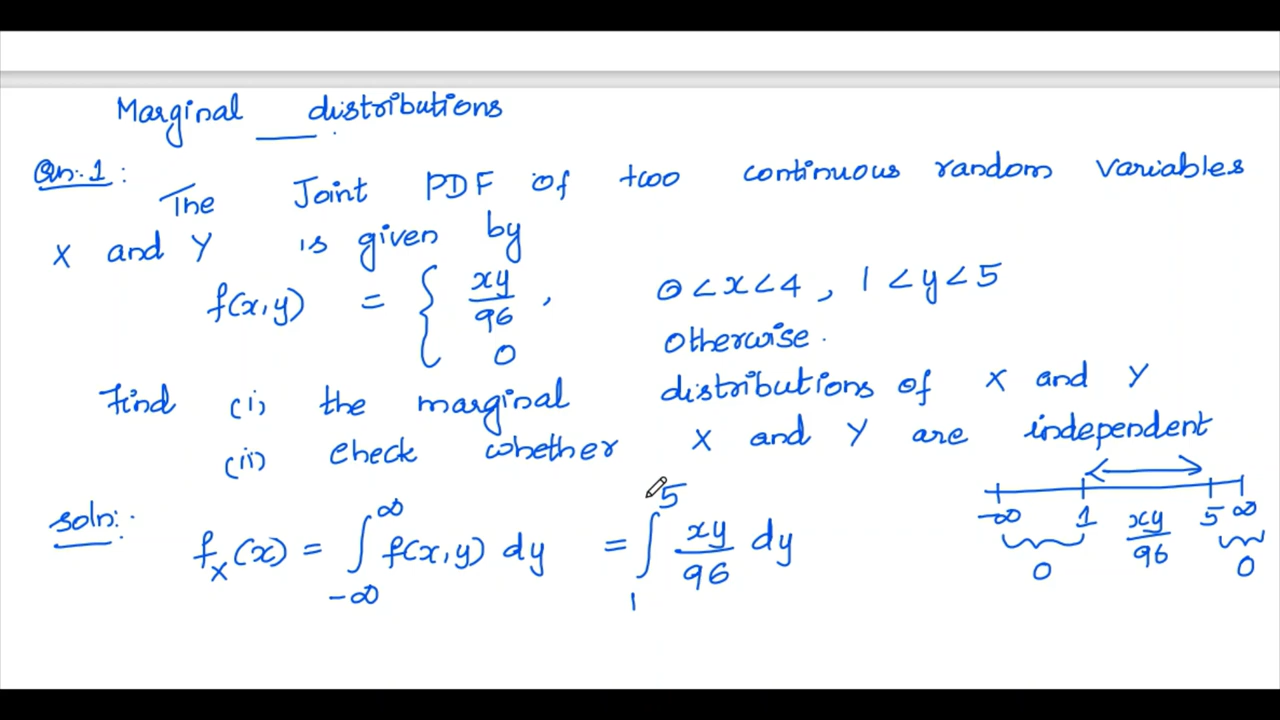 Marginal distributions
Qn.1 :
The Joint PDF of two continuous random variables
X and Y is given by
f(x,y) = { xy/96 , 0<x<4 , 1<y<5
0 otherwise.
Find (i) the marginal distributions of X and Y
(ii) check whether X and Y are independent
Soln:
f_X(x) = ∫_{-∞}^{∞} f(x,y) dy = ∫_{1}^{5} xy/96 dy
-∞ 1 xy/96 5 ∞
0 0